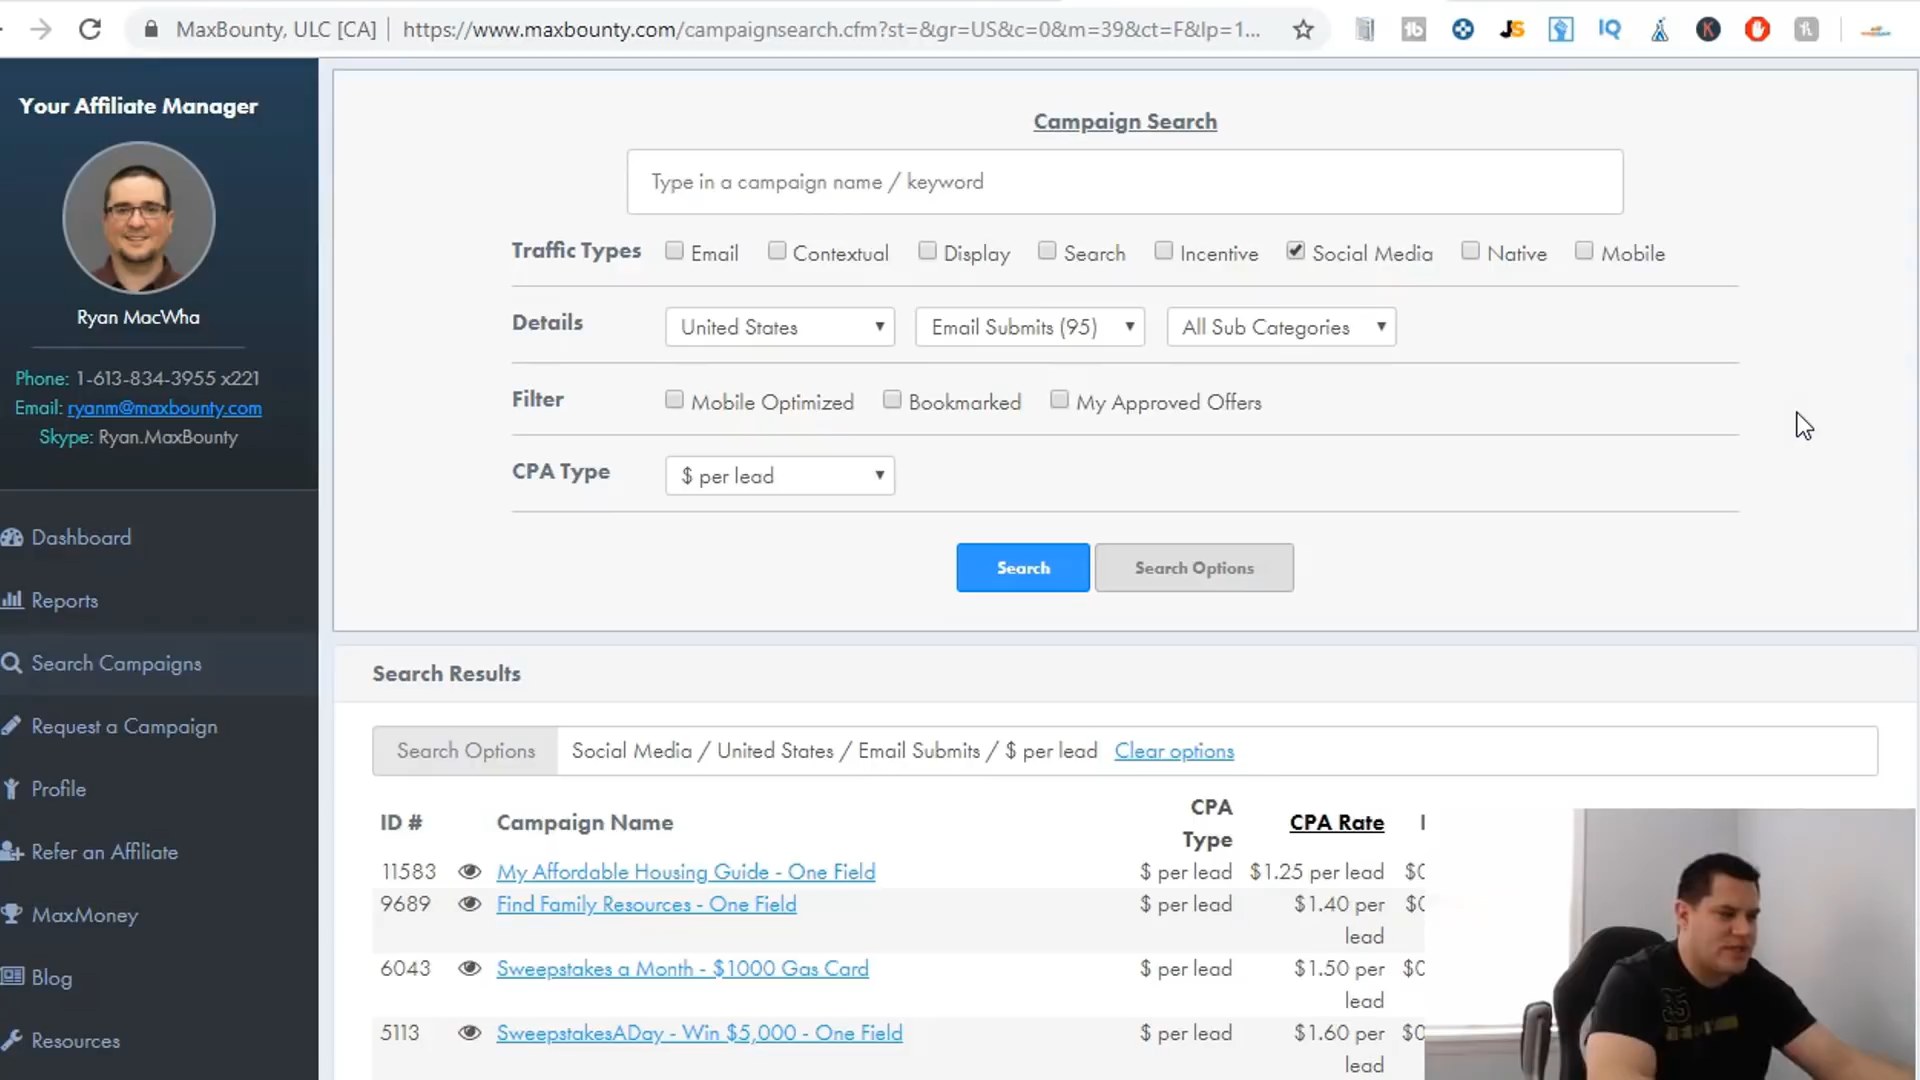 MaxBounty, ULC [CA] | https://www.maxbounty.com/campaignsearch.cfm?st=&gr=US&c=0&m=39&ct=F&lp=1...
Your Affiliate Manager
Ryan MacWha
Phone: 1-613-834-3955 x221
Email: ryanm@maxbounty.com
Skype: Ryan.MaxBounty
Dashboard
Reports
Search Campaigns
Request a Campaign
Profile
Refer an Affiliate
MaxMoney
Blog
Resources
Campaign Search
Type in a campaign name / keyword
Traffic Types Email Contextual Display Search Incentive Social Media Native Mobile
Details United States Email Submits (95) All Sub Categories
Filter Mobile Optimized Bookmarked My Approved Offers
CPA Type $ per lead
Search Search Options
Search Results
Search Options Social Media / United States / Email Submits / $ per lead Clear options
ID # Campaign Name CPA Type CPA Rate
11583 My Affordable Housing Guide - One Field $ per lead $1.25 per lead
9689 Find Family Resources - One Field $ per lead $1.40 per lead
6043 Sweepstakes a Month - $1000 Gas Card $ per lead $1.50 per lead
5113 SweepstakesADay - Win $5,000 - One Field $ per lead $1.60 per lead